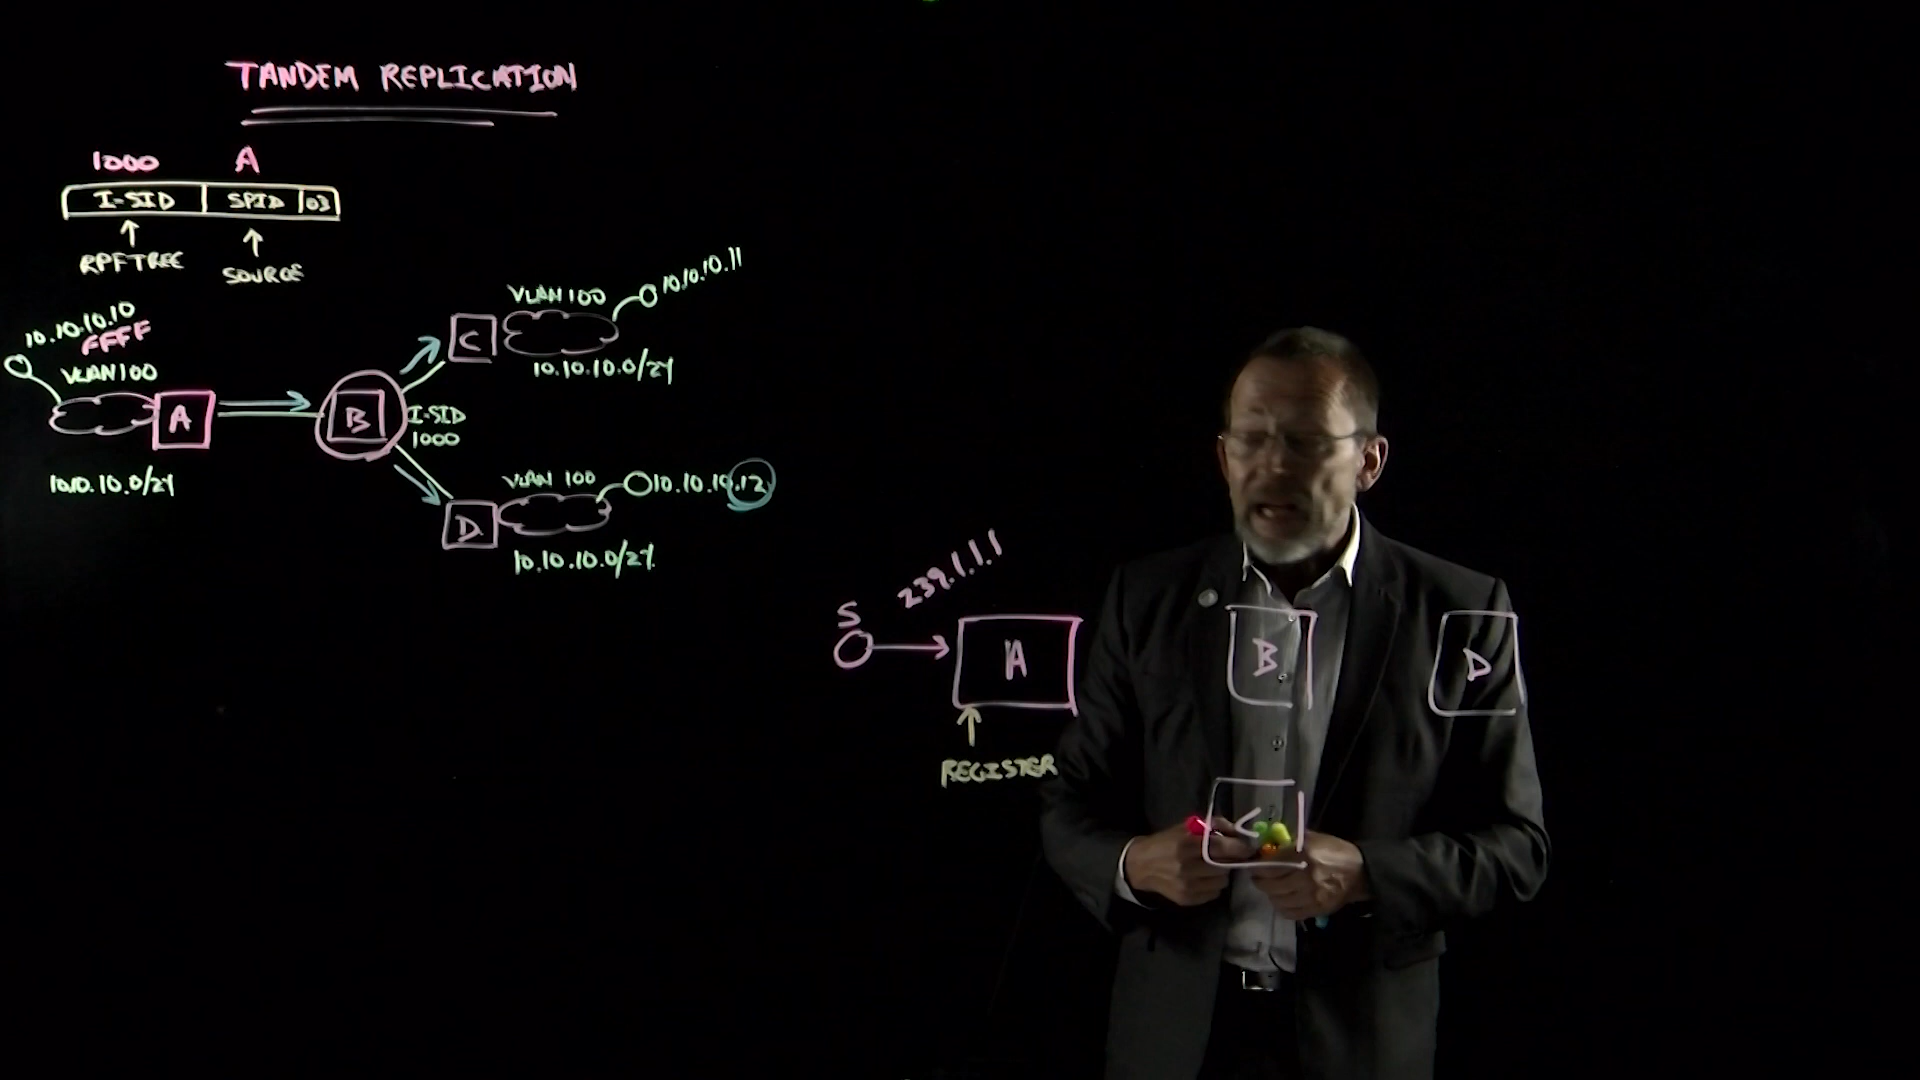 TANDEM REPLICATION
1000 A
I-SID SPID 03
RPFTREE SOURCE
10.10.10.10
FFFF
VLAN 100
A
10.10.10.0/24
B
I-SID
1000
C
VLAN 100
10.10.10.11
10.10.10.0/24
D
VLAN 100
10.10.10.12
10.10.10.0/24
S
239.1.1.1
A B D
REGISTER
C